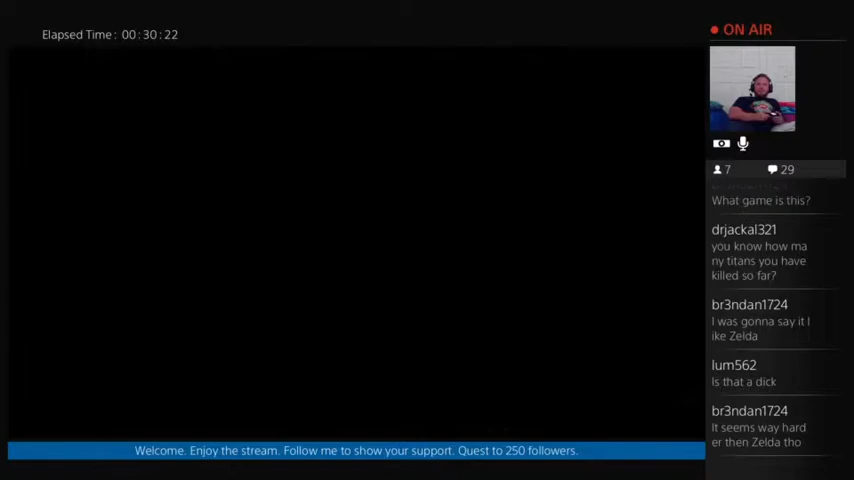 Elapsed Time: 00:30:22
ON AIR
7
29
What game is this?
drjackal321
you know how ma
ny titans you have
killed so far?
br3ndan1724
I was gonna say it l
ike Zelda
lum562
Is that a dick
br3ndan1724
It seems way hard
er then Zelda tho
Welcome. Enjoy the stream. Follow me to show your support. Quest to 250 followers.